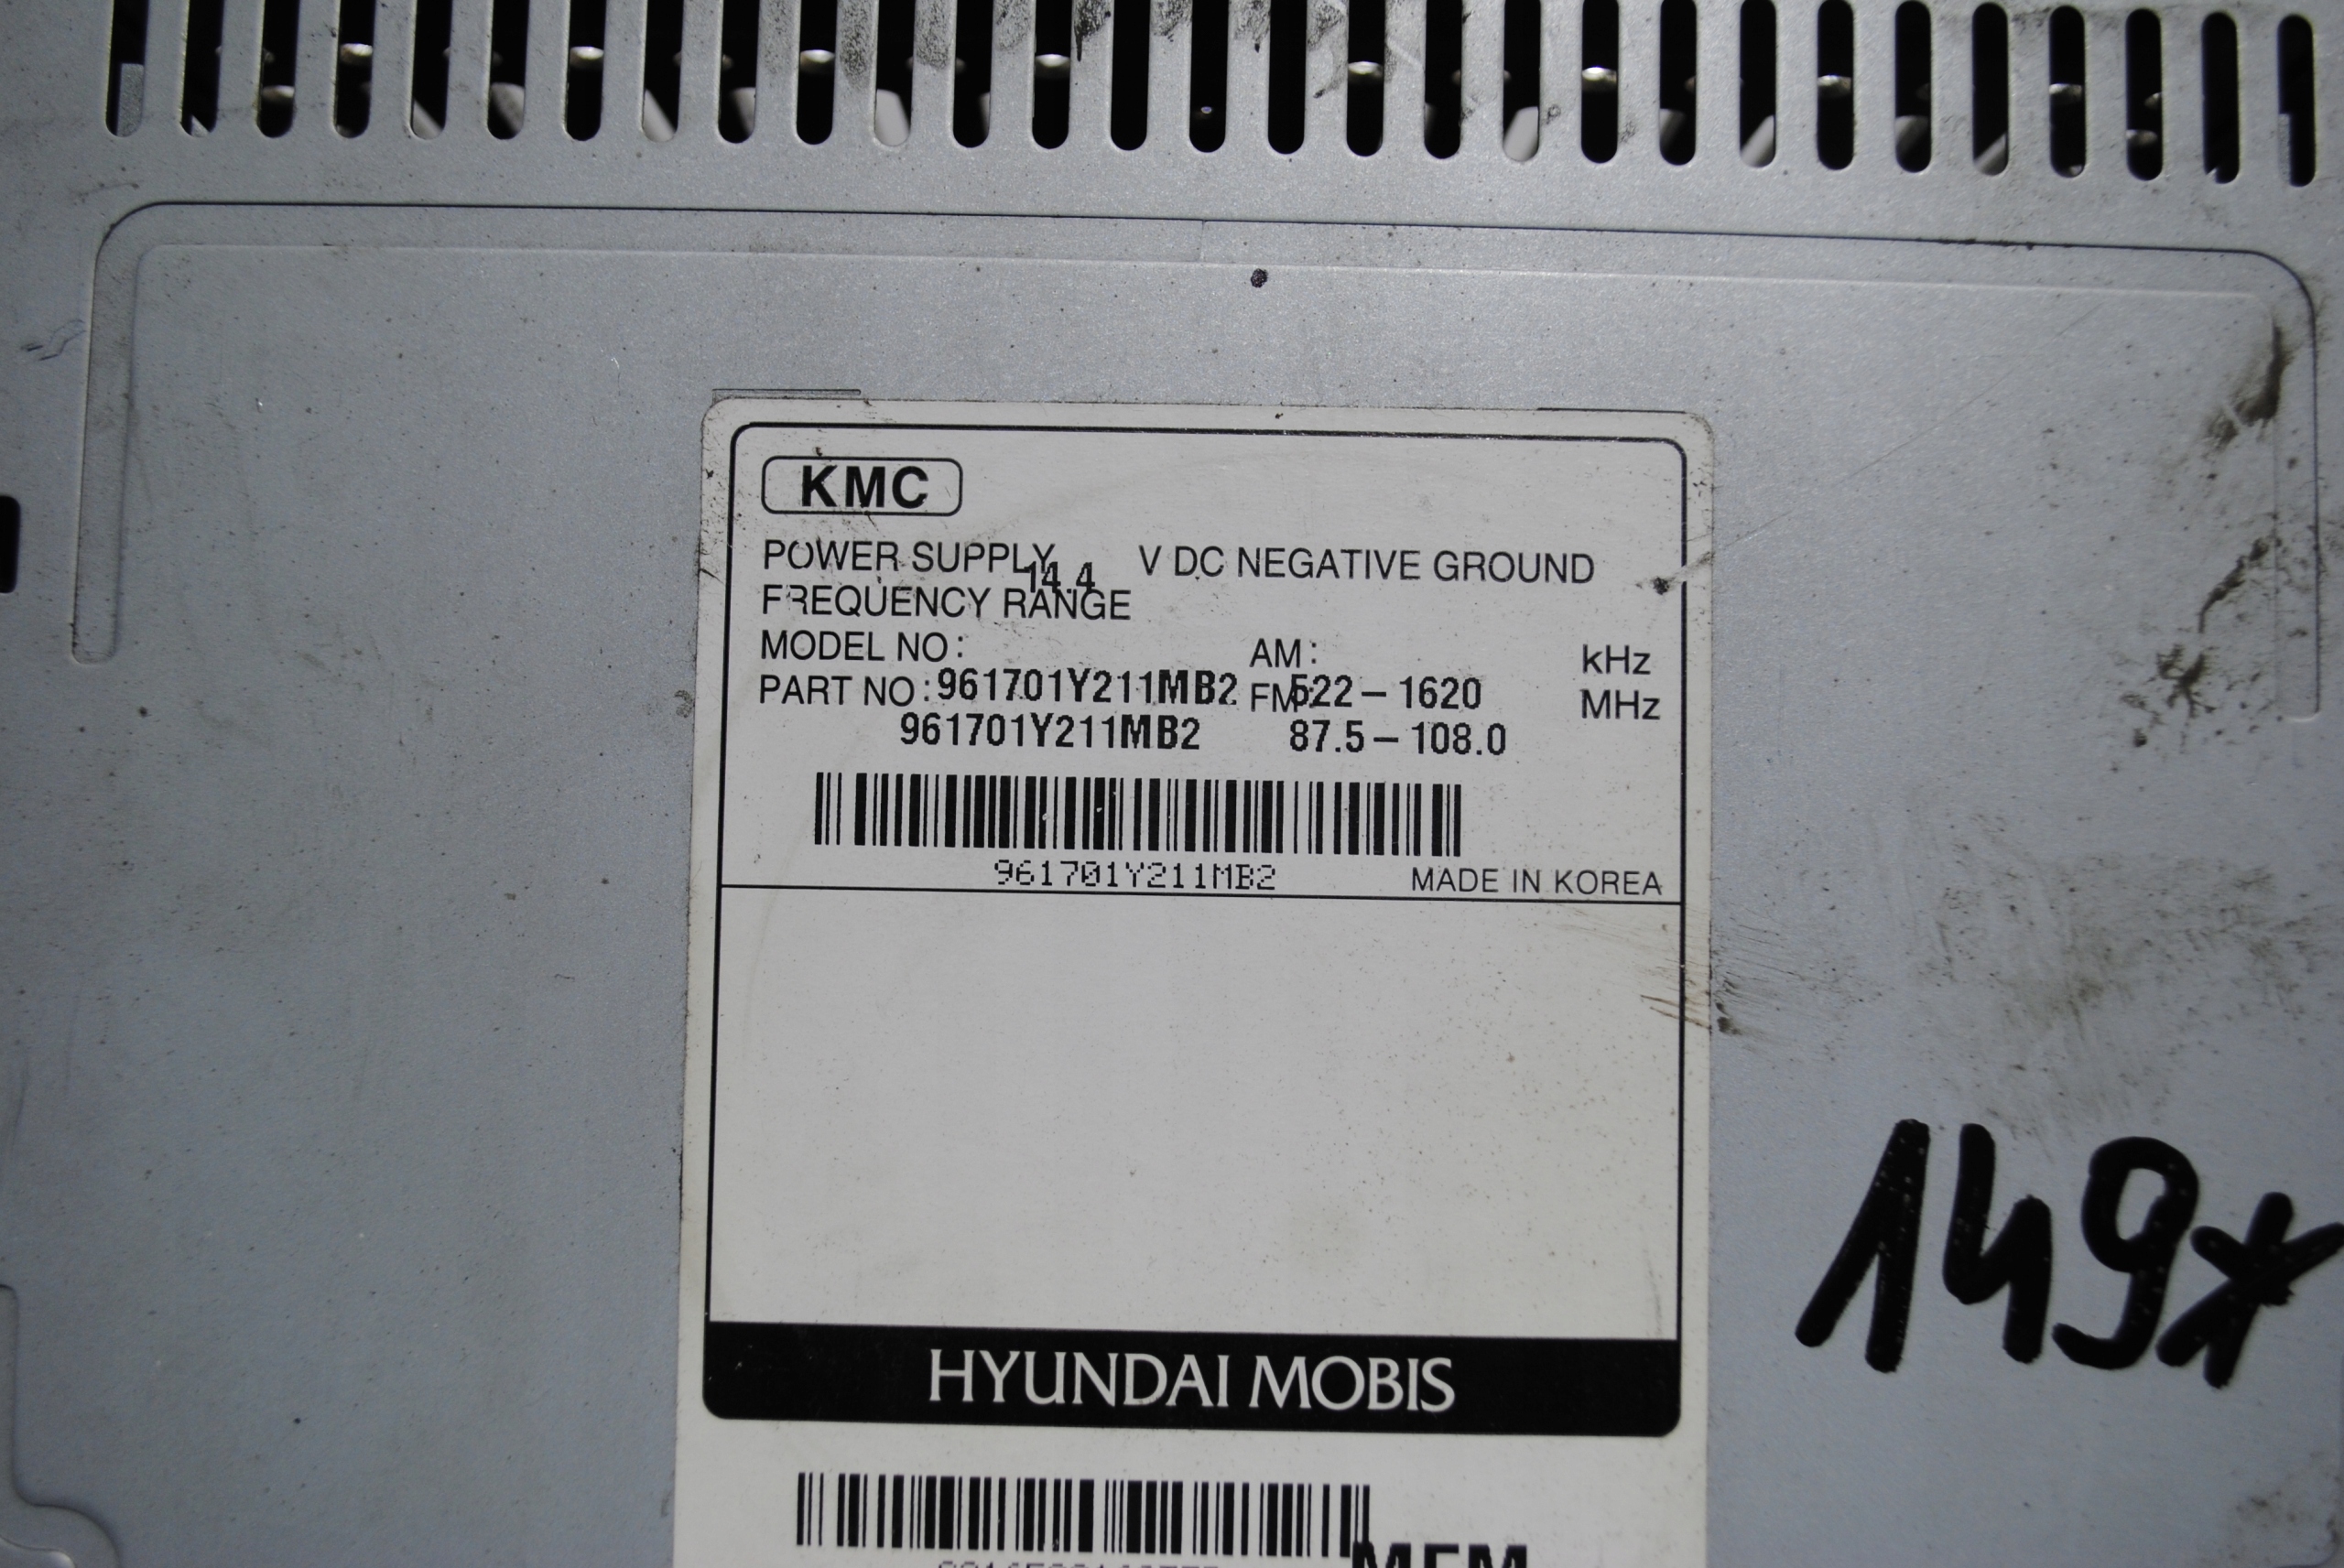 KMC
POWER SUPPLY 14.4 V DC NEGATIVE GROUND
FREQUENCY RANGE
MODEL NO: AM: kHz
PART NO: 961701Y211MB2 FM: 522-1620 MHz
961701Y211MB2 87.5-108.0
961701Y211MB2 MADE IN KOREA
149*
HYUNDAI MOBIS